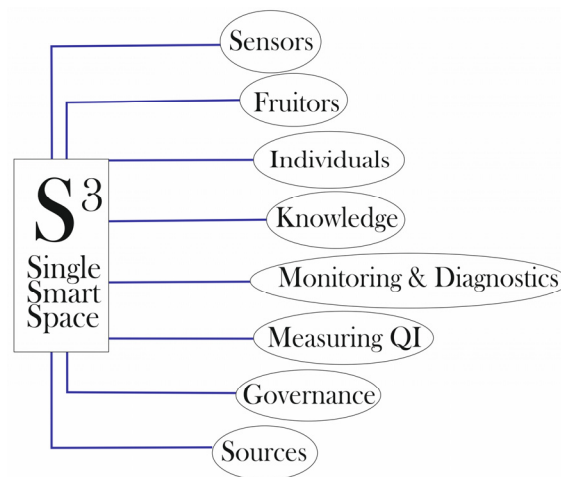 Sensors
Fruitors
Individuals
S³
Knowledge
Single
Smart
Space
Monitoring & Diagnostics
Measuring QI
Governance
Sources